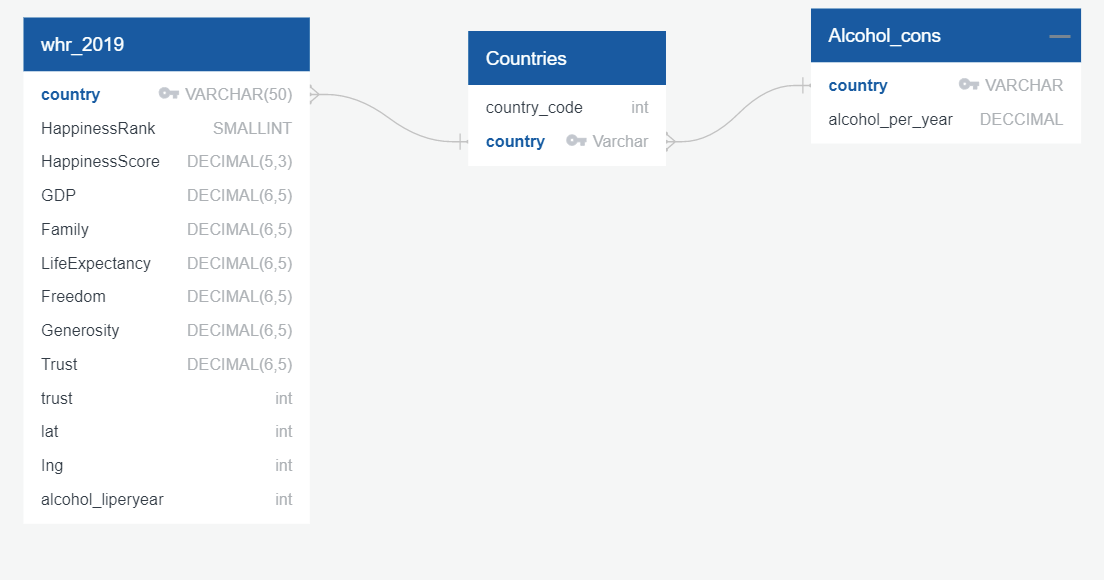 whr_2019
country VARCHAR(50)
HappinessRank SMALLINT
HappinessScore DECIMAL(5,3)
GDP DECIMAL(6,5)
Family DECIMAL(6,5)
LifeExpectancy DECIMAL(6,5)
Freedom DECIMAL(6,5)
Generosity DECIMAL(6,5)
Trust DECIMAL(6,5)
trust int
lat int
lng int
alcohol_liperyear int
Countries
country_code int
country Varchar
Alcohol_cons
country VARCHAR
alcohol_per_year DECCIMAL